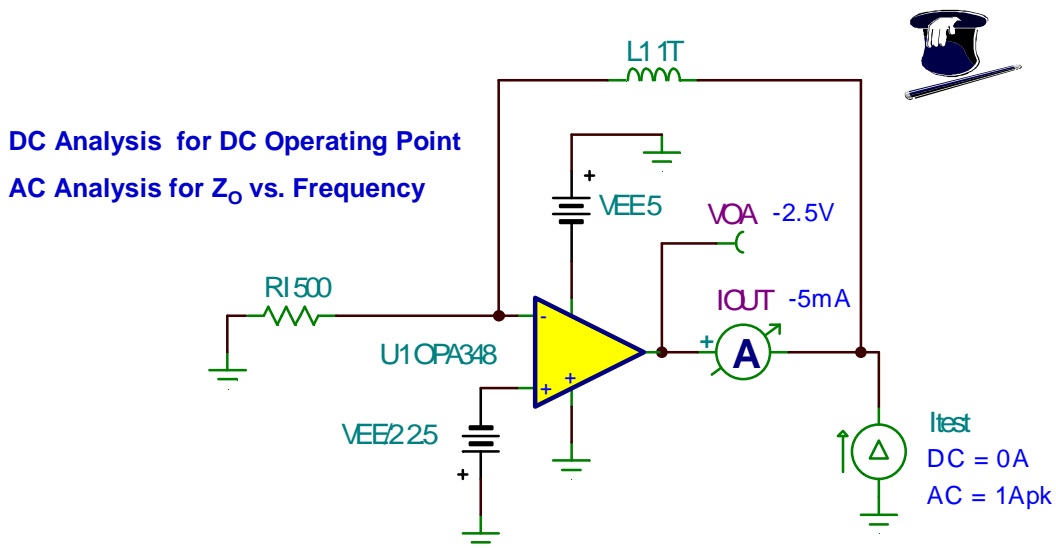 L1 1T
DC Analysis for DC Operating Point
AC Analysis for ZO vs. Frequency
+
VEE 5
VOA -2.5V
RI 500
IOUT -5mA
-
+ A
U1 OPA348
+ +
VEE/2 2.5
+
Itest
DC = 0A
AC = 1Apk